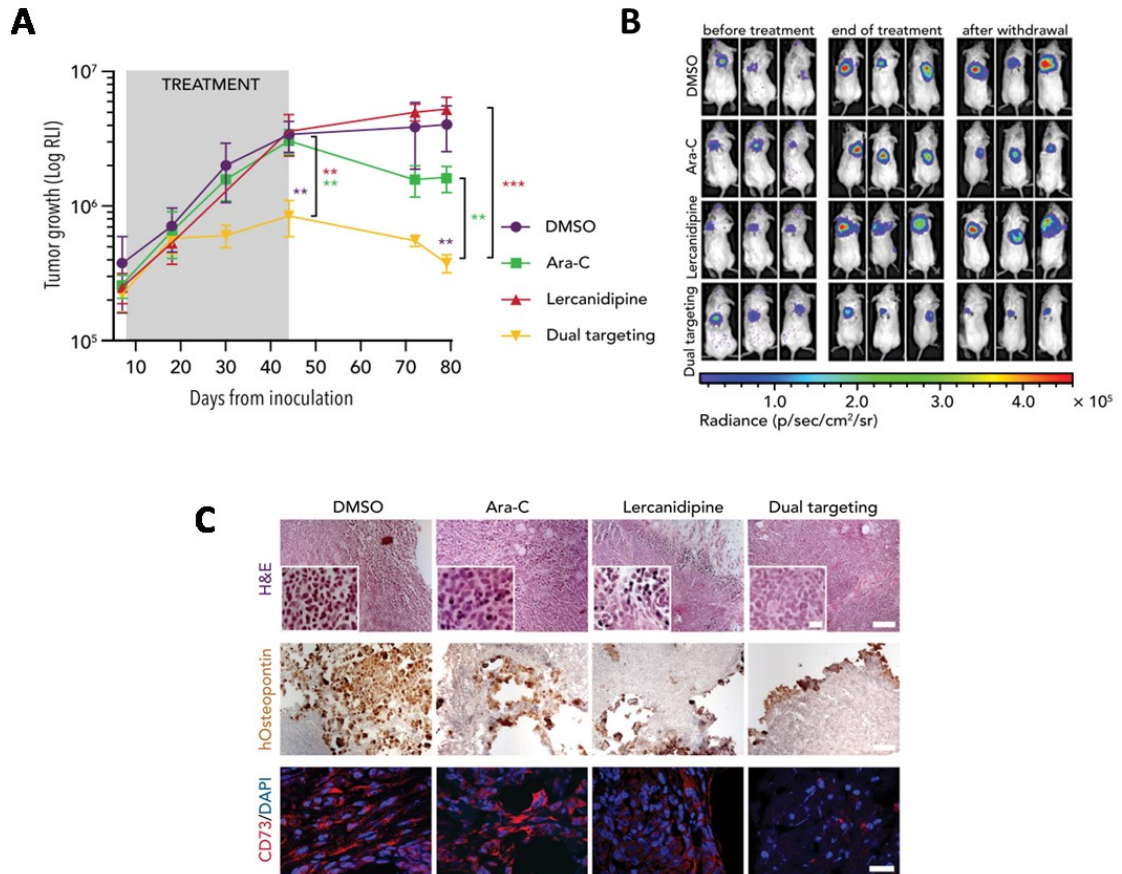 A
10⁷
10⁶
10⁵
Tumor growth (Log RLI)
TREATMENT
**
**
**
**
**
***
10 20 30 40 50 60 70 80
Days from inoculation
DMSO
Ara-C
Lercanidipine
Dual targeting
B
before treatment end of treatment after withdrawal
DMSO
Ara-C
Lercanidipine
Dual targeting
1.0 2.0 3.0 4.0 × 10⁵
Radiance (p/sec/cm²/sr)
C
DMSO Ara-C Lercanidipine Dual targeting
H&E
hOsteopontin
CD73/DAPI